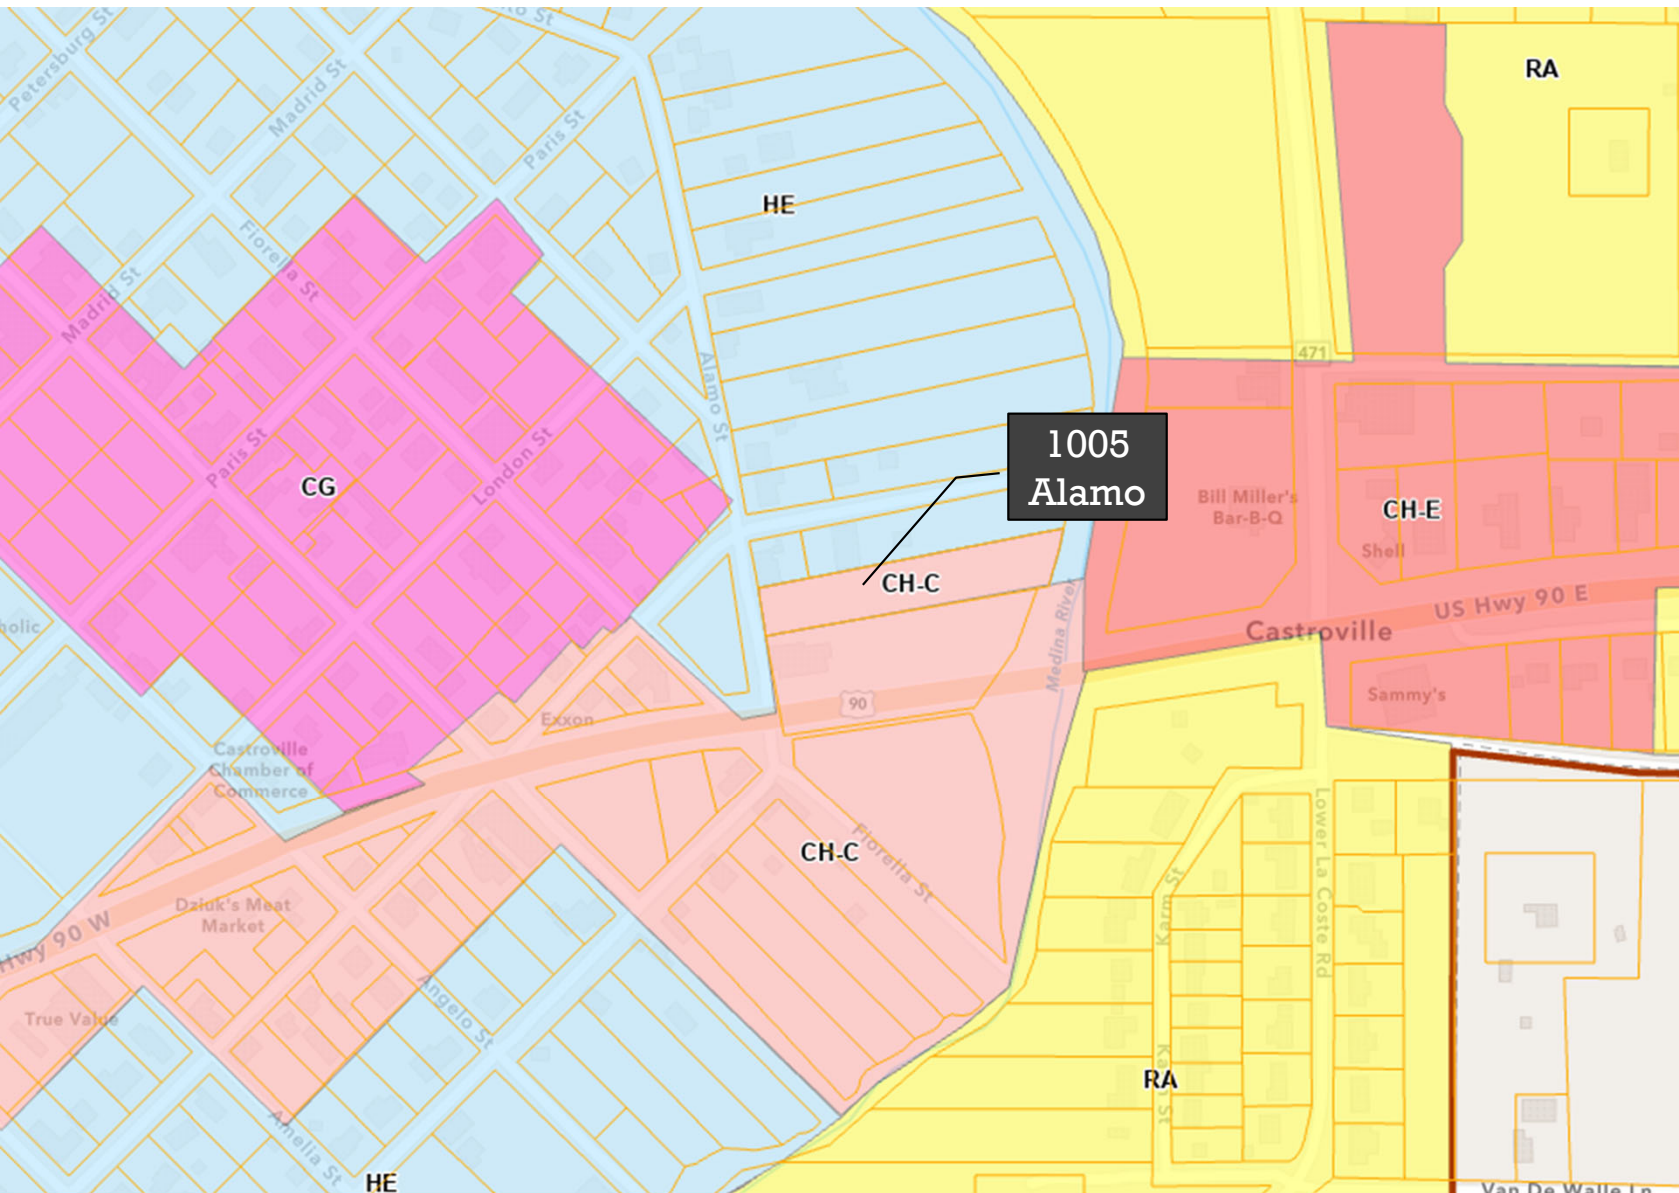 Petersburg St
Madrid St
Paris St
RA
HE
Fiorella St
Madrid St
471
Alamo St
1005
Alamo
Paris St
London St
CG
Bill Miller's
Bar-B-Q
CH-E
Shell
CH-C
US Hwy 90 E
Castroville
Medina River
holic
Sammy's
90
Exxon
Castroville
Chamber of
Commerce
Lower La Coste Rd
CH-C
Fiorella St
Karm St
Dziuk's Meat
Market
Hwy 90 W
Angelo St
True Value
RA
St
Amelia St
HE
Van De Walle Ln